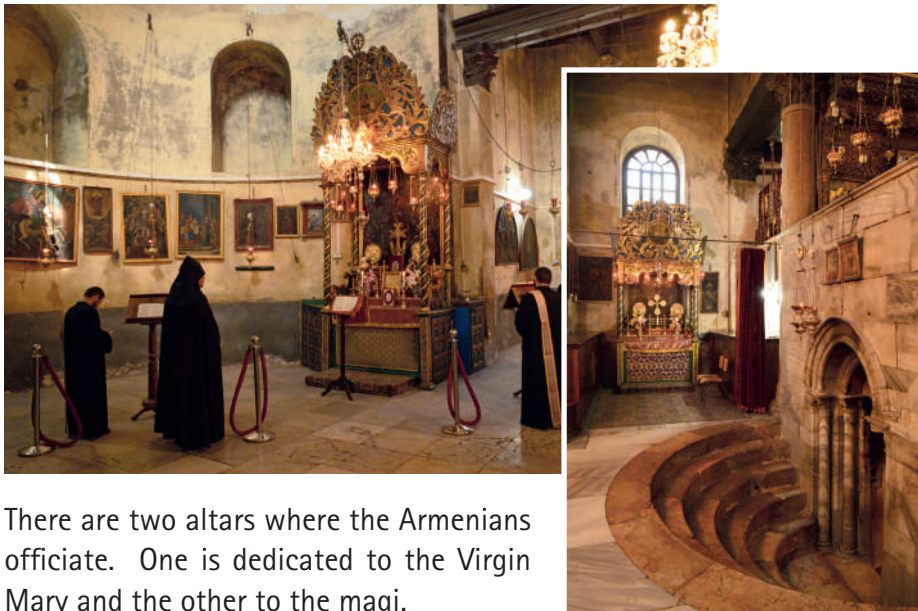 There are two altars where the Armenians
officiate. One is dedicated to the Virgin
Mary and the other to the magi.